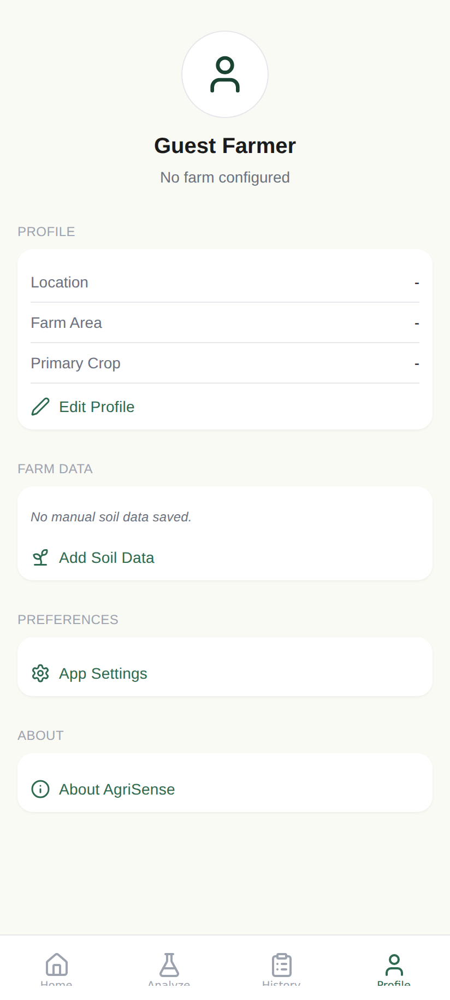 Guest Farmer
No farm configured
PROFILE
Location -
Farm Area -
Primary Crop -
Edit Profile
FARM DATA
No manual soil data saved.
Add Soil Data
PREFERENCES
App Settings
ABOUT
About AgriSense
Home Analyze History Profile